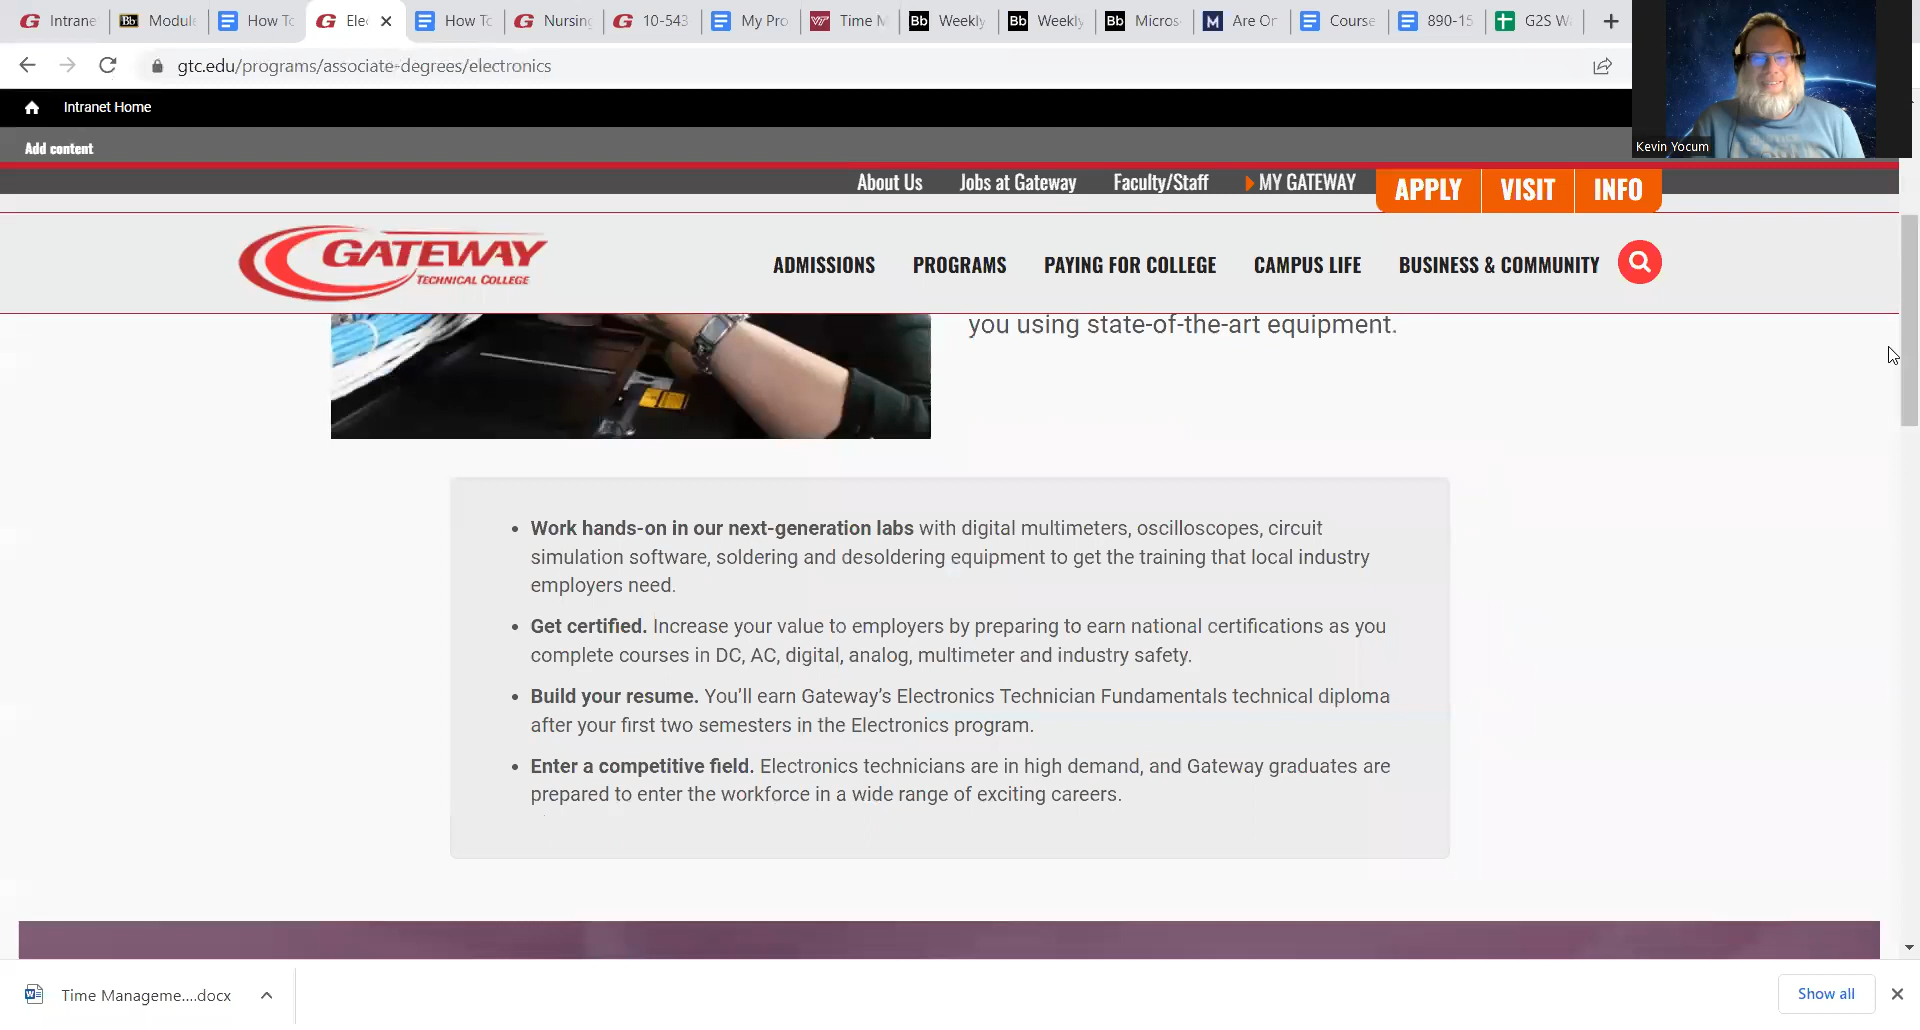 Intrane
Module
How To
Elec
How To
Nursing
10-543
My Pro
Time M
Weekly
Weekly
Micros
Are On
Course
890-15
G2S W
gtc.edu/programs/associate-degrees/electronics
Intranet Home
Add content
Kevin Yocum
About Us
Jobs at Gateway
Faculty/Staff
MY GATEWAY
APPLY
VISIT
INFO
GATEWAY
TECHNICAL COLLEGE
ADMISSIONS
PROGRAMS
PAYING FOR COLLEGE
CAMPUS LIFE
BUSINESS & COMMUNITY
you using state-of-the-art equipment.
• Work hands-on in our next-generation labs with digital multimeters, oscilloscopes, circuit
simulation software, soldering and desoldering equipment to get the training that local industry
employers need.
• Get certified. Increase your value to employers by preparing to earn national certifications as you
complete courses in DC, AC, digital, analog, multimeter and industry safety.
• Build your resume. You’ll earn Gateway’s Electronics Technician Fundamentals technical diploma
after your first two semesters in the Electronics program.
• Enter a competitive field. Electronics technicians are in high demand, and Gateway graduates are
prepared to enter the workforce in a wide range of exciting careers.
Time Manageme....docx
Show all